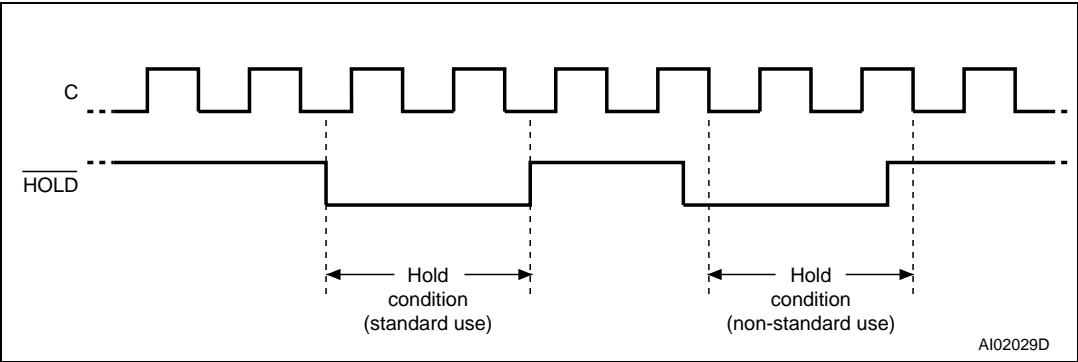 C
HOLD
Hold
condition
(standard use)
Hold
condition
(non-standard use)
AI02029D